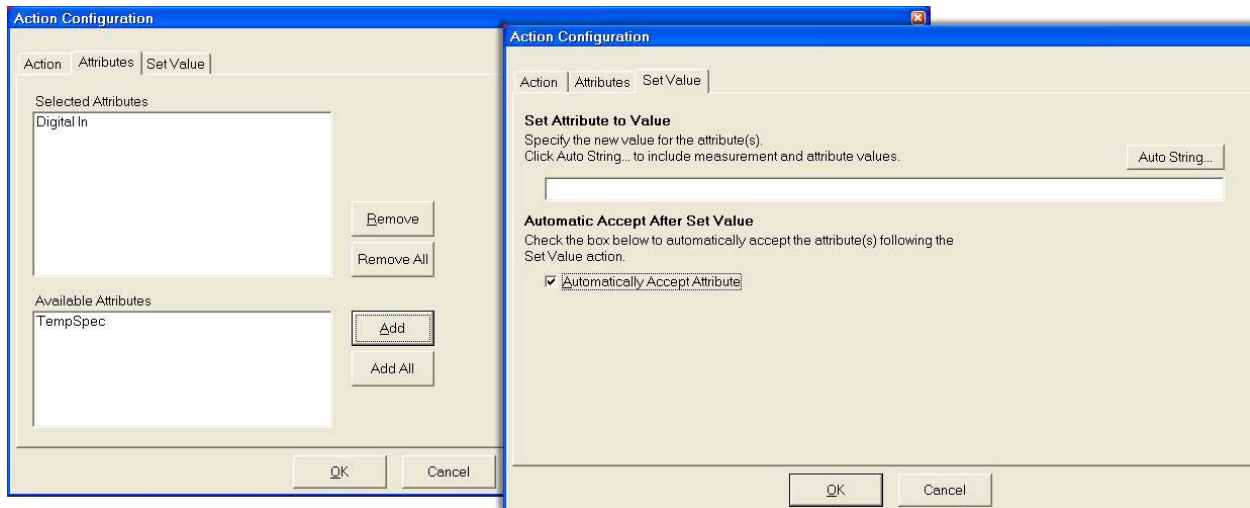 Action Configuration
Action
Attributes
Set Value
Selected Attributes
Digital In
Remove
Remove All
Available Attributes
TempSpec
Add
Add All
OK
Cancel
Action Configuration
Action
Attributes
Set Value
Set Attribute to Value
Specify the new value for the attribute(s).
Click Auto String... to include measurement and attribute values.
Auto String...
Automatic Accept After Set Value
Check the box below to automatically accept the attribute(s) following the
Set Value action.
Automatically Accept Attribute
OK
Cancel